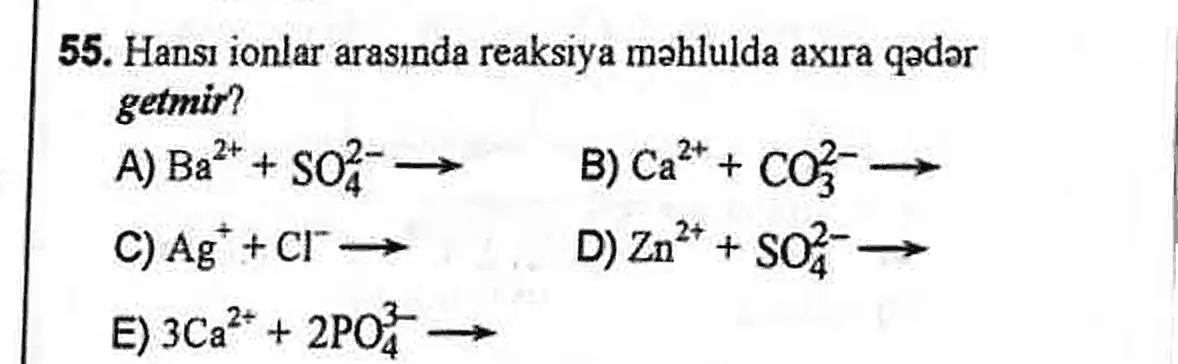 55. Hansı ionlar arasında reaksiya məhlulda axıra qədər
getmir?
A) Ba²⁺ + SO₄²⁻ → B) Ca²⁺ + CO₃²⁻ →
C) Ag⁺ + Cl⁻ → D) Zn²⁺ + SO₄²⁻ →
E) 3Ca²⁺ + 2PO₄³⁻ →